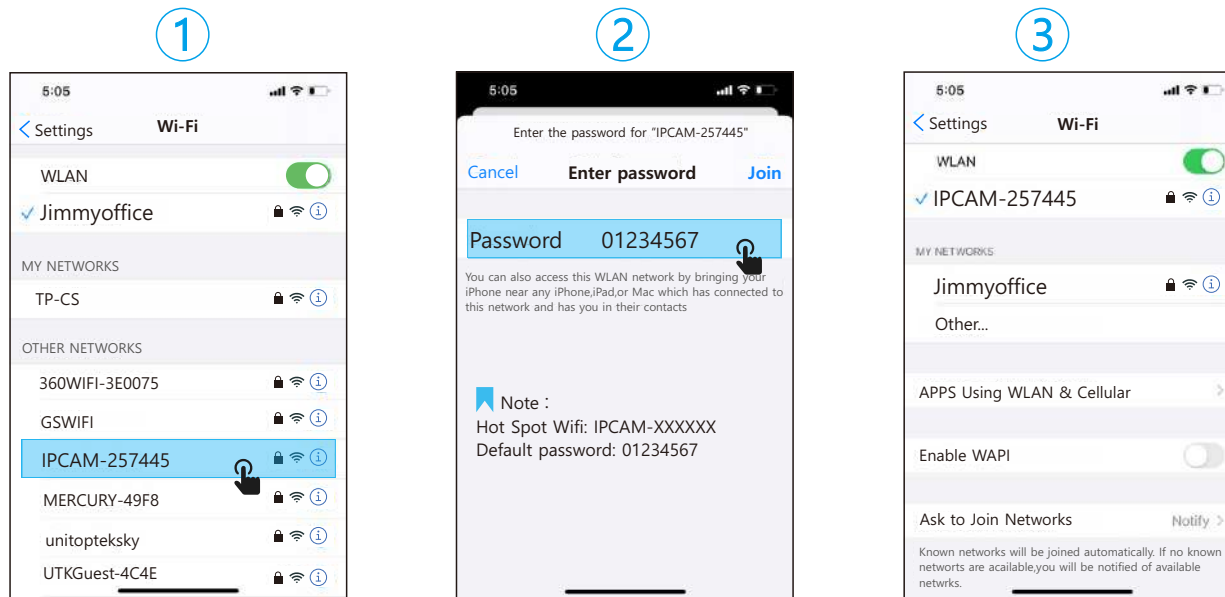 1
5:05
Settings
Wi-Fi
WLAN
Jimmyoffice
MY NETWORKS
TP-CS
OTHER NETWORKS
360WIFI-3E0075
GSWIFI
IPCAM-257445
MERCURY-49F8
unitopteksky
UTKGuest-4C4E
2
5:05
Enter the password for "IPCAM-257445"
Cancel Enter password Join
Password 01234567
You can also access this WLAN network by bringing your
iPhone near any iPhone,iPad,or Mac which has connected to
this network and has you in their contacts
Note :
Hot Spot Wifi: IPCAM-XXXXXX
Default password: 01234567
3
5:05
Settings
Wi-Fi
WLAN
IPCAM-257445
MY NETWORKS
Jimmyoffice
Other...
APPS Using WLAN & Cellular
Enable WAPI
Ask to Join Networks Notify
Known networks will be joined automatically. If no known
networts are acailable,you will be notified of available
netwrks.